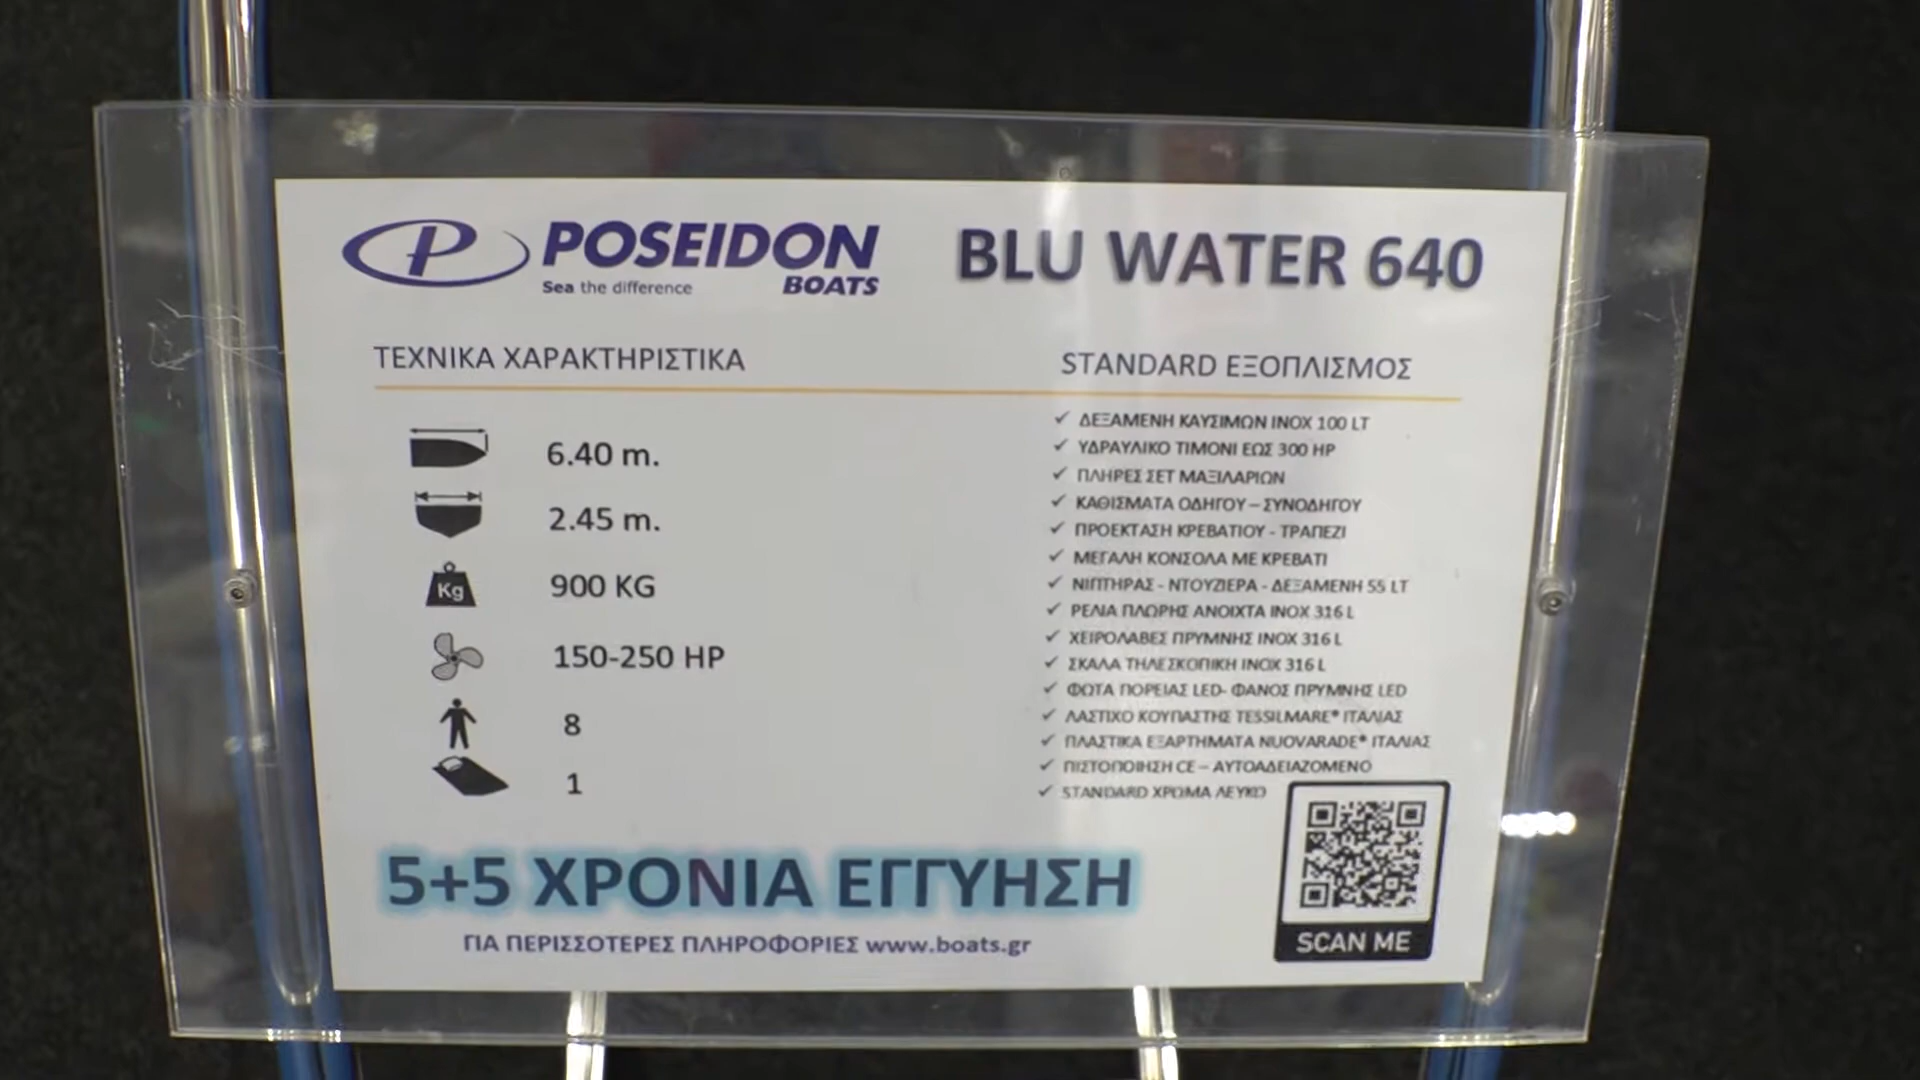 POSEIDON
BOATS
Sea the difference
BLU WATER 640
ΤΕΧΝΙΚΑ ΧΑΡΑΚΤΗΡΙΣΤΙΚΑ
6.40 m.
2.45 m.
Kg
900 KG
150-250 HP
8
1
STANDARD ΕΞΟΠΛΙΣΜΟΣ
✓ ΔΕΞΑΜΕΝΗ ΚΑΥΣΙΜΩΝ INOX 100 LT
✓ ΥΔΡΑΥΛΙΚΟ ΤΙΜΟΝΙ ΕΩΣ 300 HP
✓ ΠΛΗΡΕΣ ΣΕΤ ΜΑΞΙΛΑΡΙΩΝ
✓ ΚΑΘΙΣΜΑΤΑ ΟΔΗΓΟΥ – ΣΥΝΟΔΗΓΟΥ
✓ ΠΡΟΕΚΤΑΣΗ ΚΡΕΒΑΤΙΟΥ - ΤΡΑΠΕΖΙ
✓ ΜΕΓΑΛΗ ΚΟΝΣΟΛΑ ΜΕ ΚΡΕΒΑΤΙ
✓ ΝΙΠΤΗΡΑΣ - ΝΤΟΥΖΙΕΡΑ - ΔΕΞΑΜΕΝΗ 55 LT
✓ ΡΕΛΙΑ ΠΛΩΡΗΣ ΑΝΟΙΧΤΑ INOX 316 L
✓ ΧΕΙΡΟΛΑΒΕΣ ΠΡΥΜΝΗΣ INOX 316 L
✓ ΣΚΑΛΑ ΤΗΛΕΣΚΟΠΙΚΗ INOX 316 L
✓ ΦΩΤΑ ΠΟΡΕΙΑΣ LED- ΦΑΝΟΣ ΠΡΥΜΝΗΣ LED
✓ ΛΑΣΤΙΧΟ ΚΟΥΠΑΣΤΗΣ TESSILMARE® ΙΤΑΛΙΑΣ
✓ ΠΛΑΣΤΙΚΑ ΕΞΑΡΤΗΜΑΤΑ NUOVARADE® ΙΤΑΛΙΑΣ
✓ ΠΙΣΤΟΠΟΙΗΣΗ CE – ΑΥΤΟΑΔΕΙΑΖΟΜΕΝΟ
✓ STANDARD ΧΡΩΜΑ ΛΕΥΚΟ
5+5 ΧΡΟΝΙΑ ΕΓΓΥΗΣΗ
ΓΙΑ ΠΕΡΙΣΣΟΤΕΡΕΣ ΠΛΗΡΟΦΟΡΙΕΣ www.boats.gr
SCAN ME